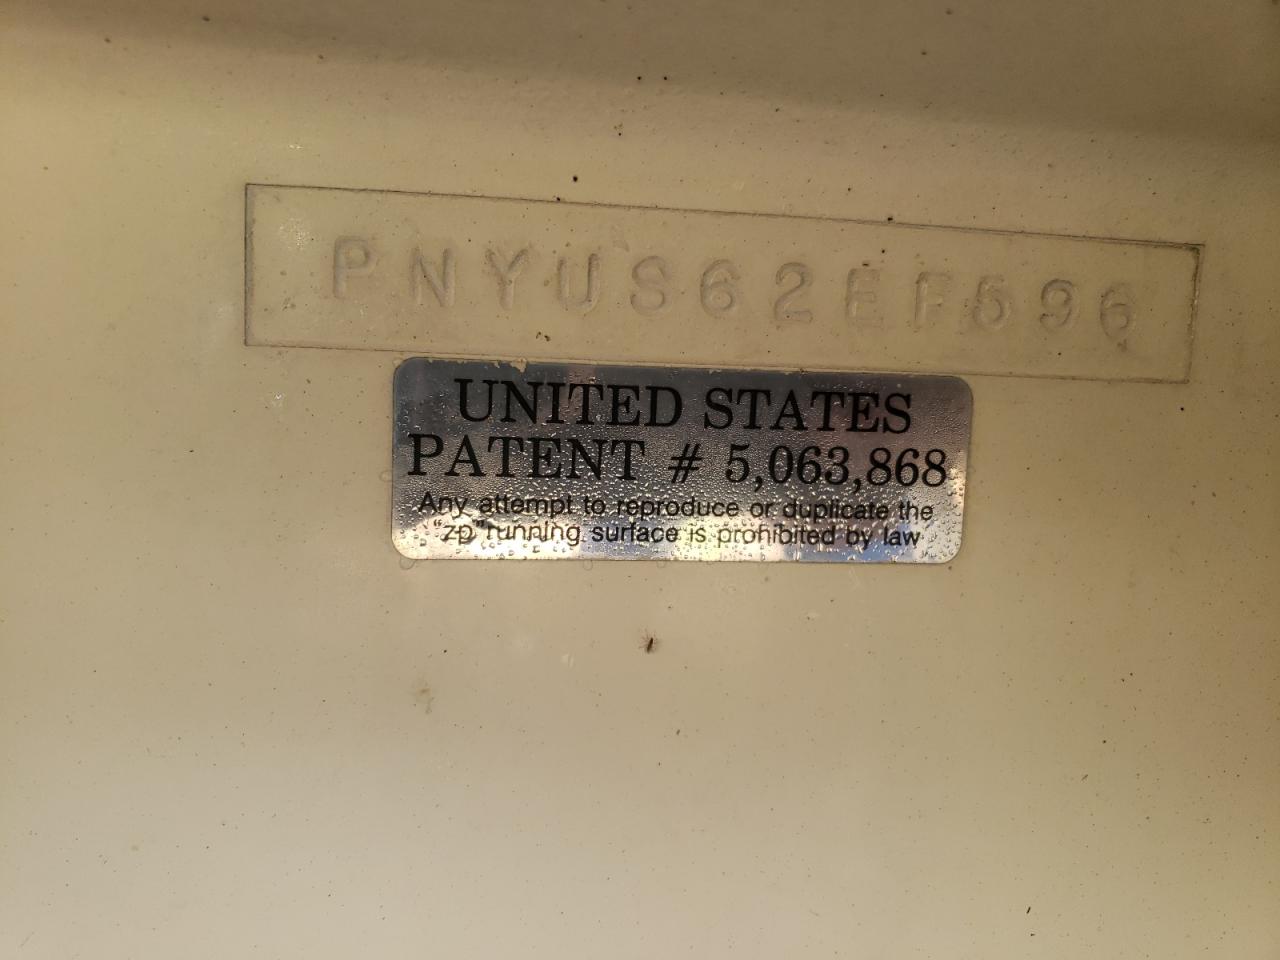 PNYUS62EF596
UNITED STATES
PATENT # 5,063,868
Any attempt to reproduce or duplicate the
"zp" running surface is prohibited by law